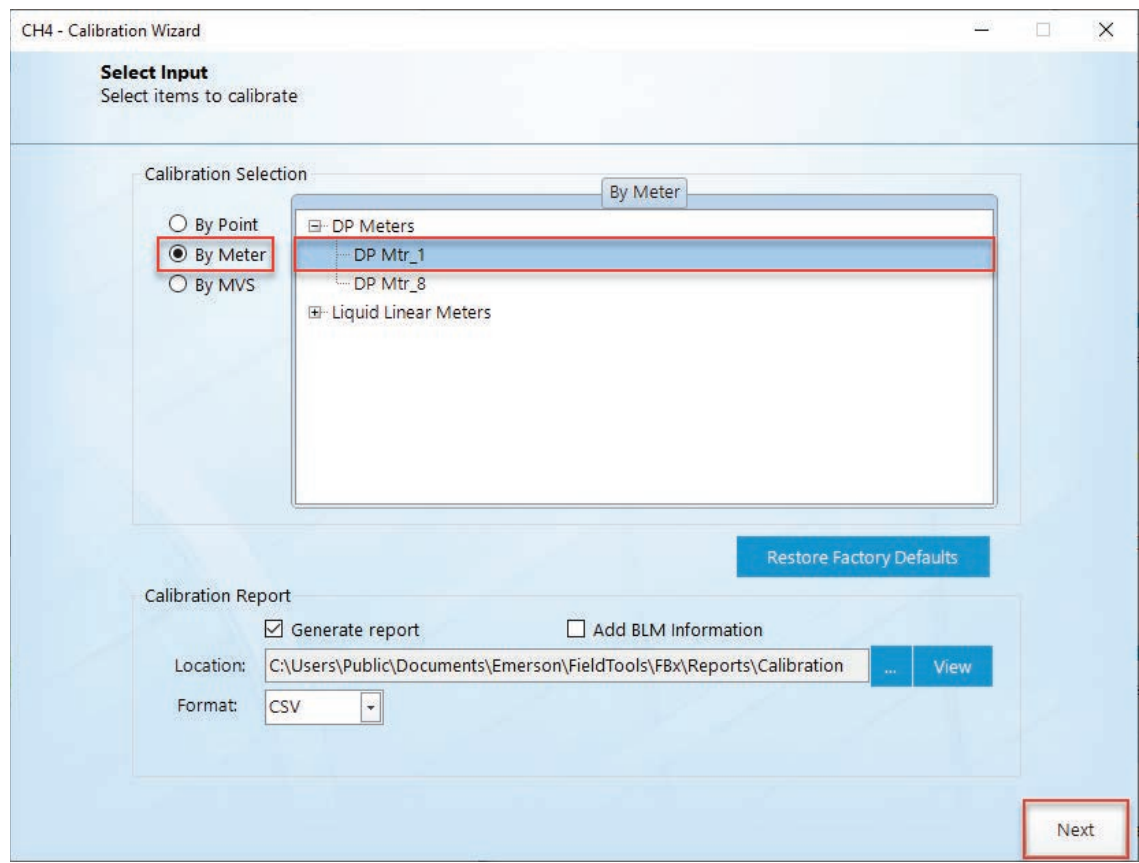 CH4 - Calibration Wizard
Select Input
Select items to calibrate
Calibration Selection
By Meter
By Point
By Meter
By MVS
DP Meters
DP Mtr_1
DP Mtr_8
Liquid Linear Meters
Restore Factory Defaults
Calibration Report
Generate report
Add BLM Information
Location: C:\Users\Public\Documents\Emerson\FieldTools\FBx\Reports\Calibration ... View
Format: CSV
Next